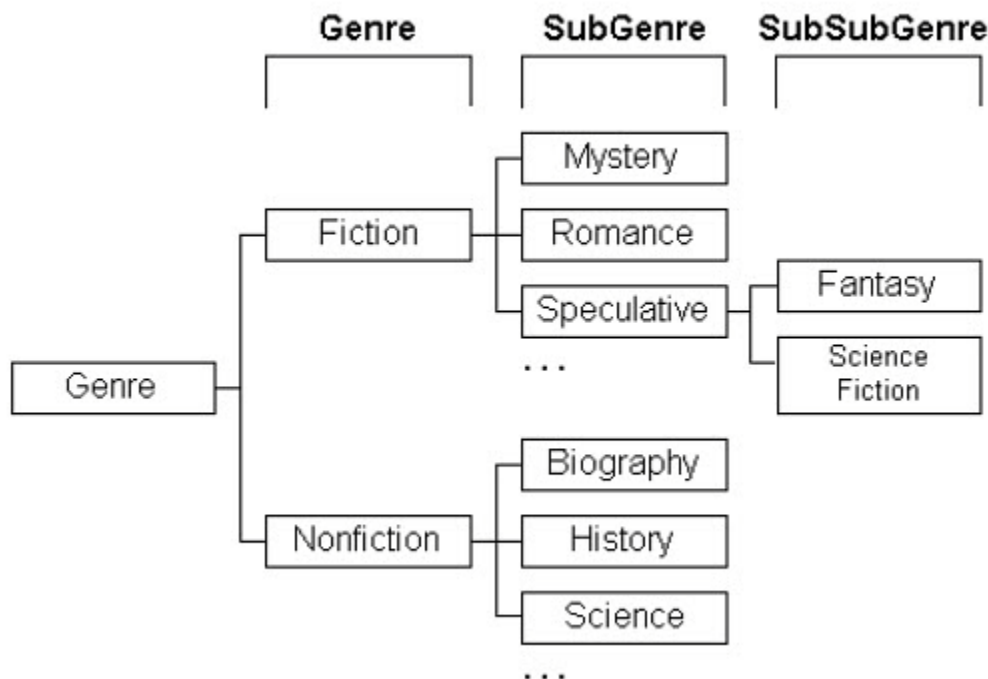 Genre SubGenre SubSubGenre
Mystery
Fiction Romance
Speculative Fantasy
...
Science
Fiction
Genre
Biography
Nonfiction History
Science
...